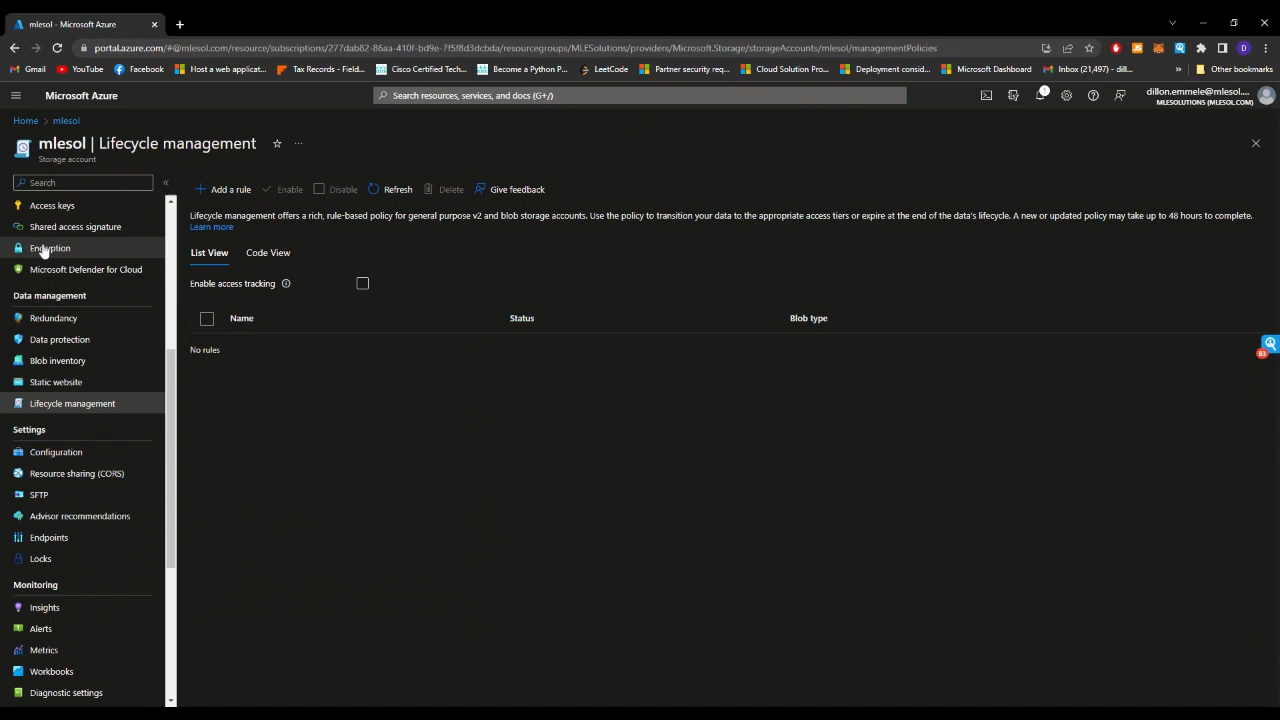 mlesol - Microsoft Azure
portal.azure.com/#@mlesol.com/resource/subscriptions/277dab82-86aa-410f-bd9e-7f5f8d3dcbda/resourcegroups/MLESolutions/providers/Microsoft.Storage/storageAccounts/mlesol/managementPolicies
D
Gmail YouTube Facebook Host a web applicat... Tax Records - Field... Cisco Certified Tech... Become a Python P... LeetCode Partner security req... Cloud Solution Pro... Deployment consid... Microsoft Dashboard Inbox (21,497) - dill... » Other bookmarks
Microsoft Azure
Search resources, services, and docs (G+/)
1
dillon.emmele@mlesol....
MLESOLUTIONS (MLESOL.COM)
Home > mlesol
mlesol | Lifecycle management
Storage account
Search
«
Access keys
Shared access signature
Encryption
Microsoft Defender for Cloud
Data management
Redundancy
Data protection
Blob inventory
Static website
Lifecycle management
Settings
Configuration
Resource sharing (CORS)
SFTP
Advisor recommendations
Endpoints
Locks
Monitoring
Insights
Alerts
Metrics
Workbooks
Diagnostic settings
Add a rule Enable Disable Refresh Delete Give feedback
Lifecycle management offers a rich, rule-based policy for general purpose v2 and blob storage accounts. Use the policy to transition your data to the appropriate access tiers or expire at the end of the data's lifecycle. A new or updated policy may take up to 48 hours to complete.
Learn more
List View Code View
Enable access tracking
Name Status Blob type
No rules
83